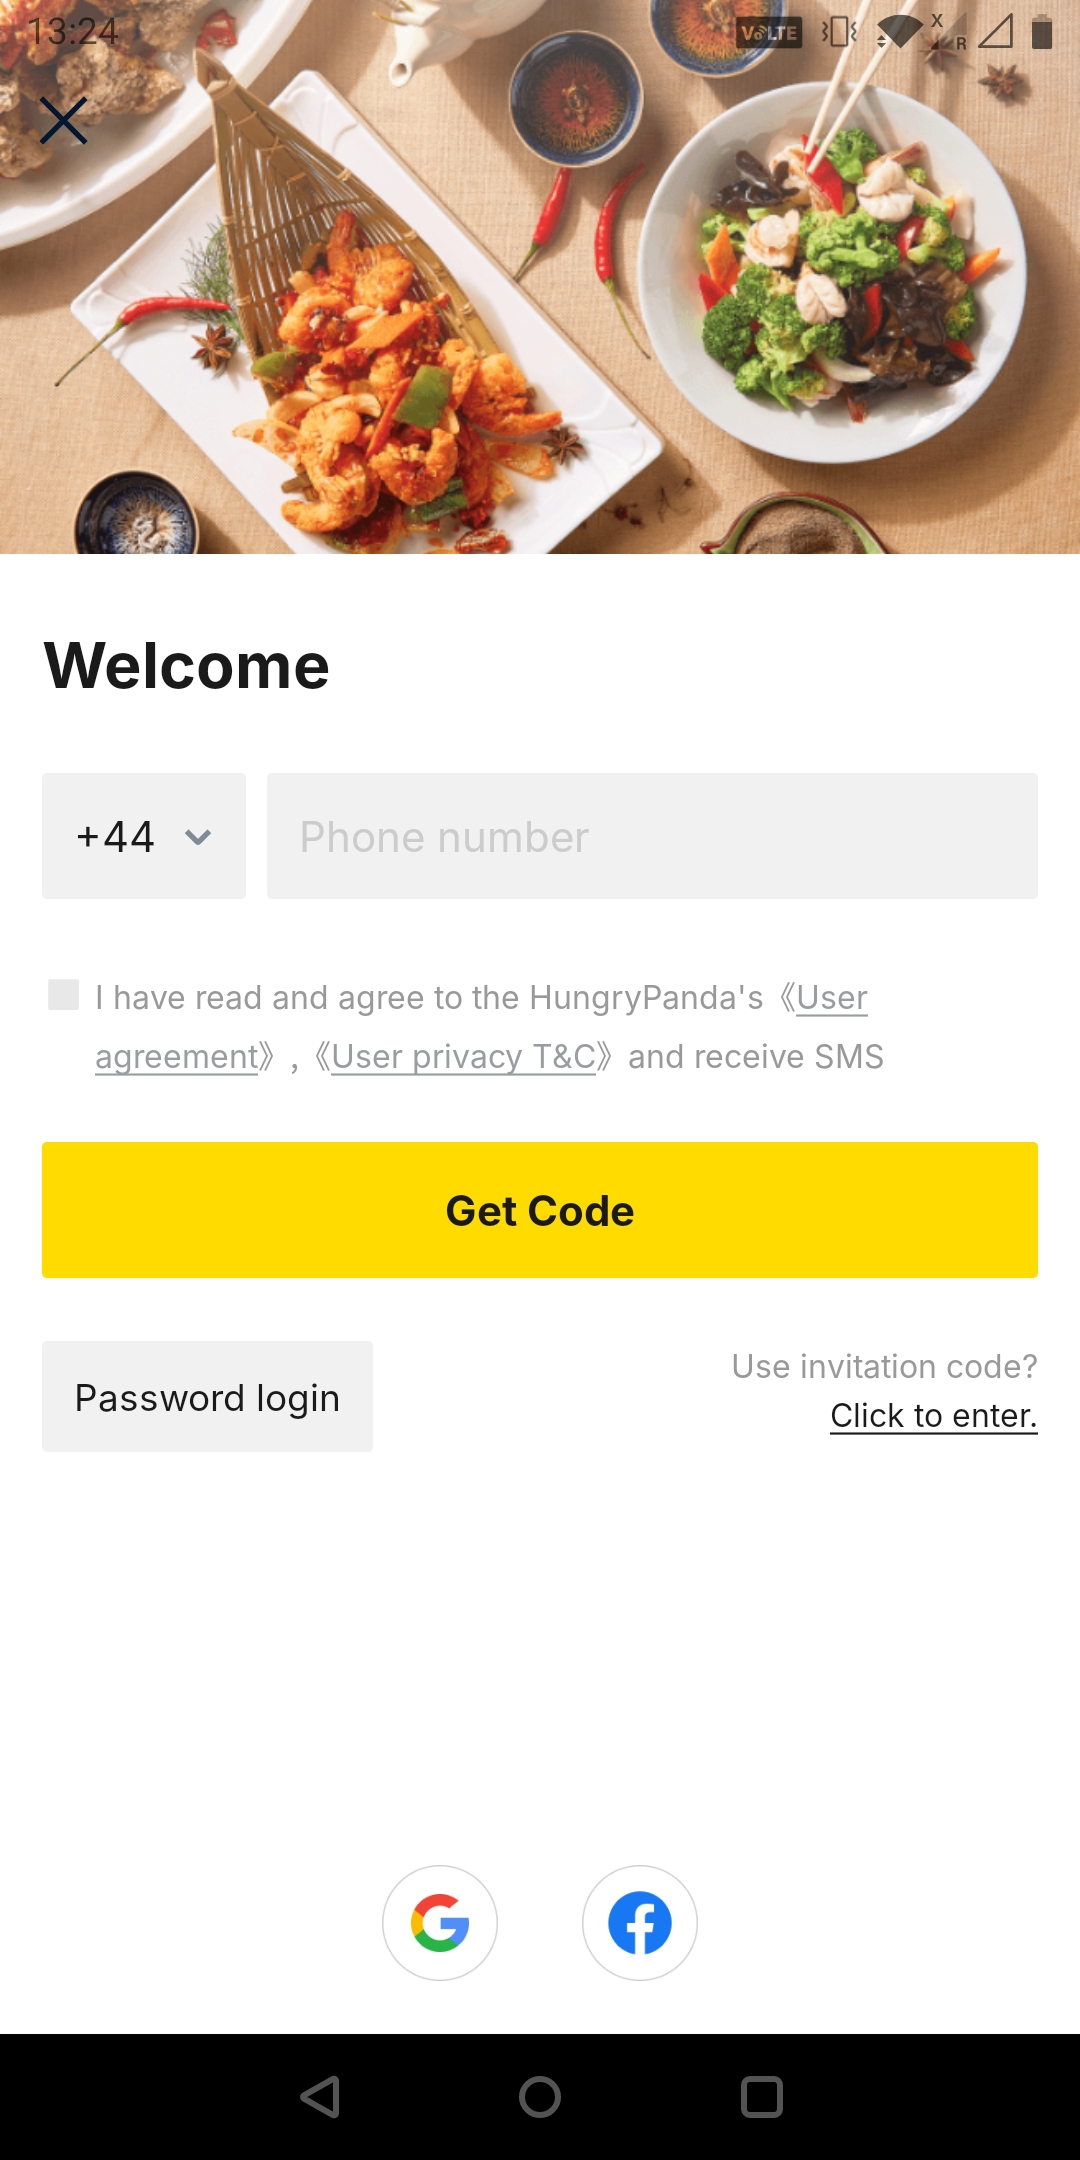 13:24
VoLTE
X
R
Welcome
+44
Phone number
I have read and agree to the HungryPanda's《User
agreement》,《User privacy T&C》and receive SMS
Get Code
Password login
Use invitation code?
Click to enter.